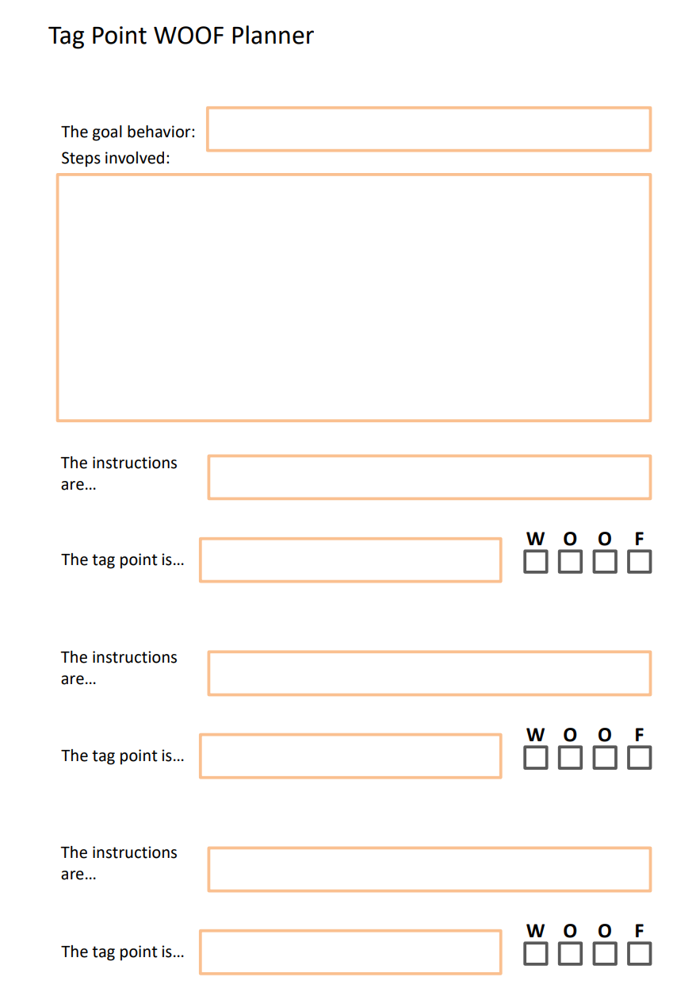 Tag Point WOOF Planner
The goal behavior:
Steps involved:
The instructions
are...
W O O F
The tag point is...
The instructions
are...
W O O F
The tag point is...
The instructions
are...
W O O F
The tag point is...